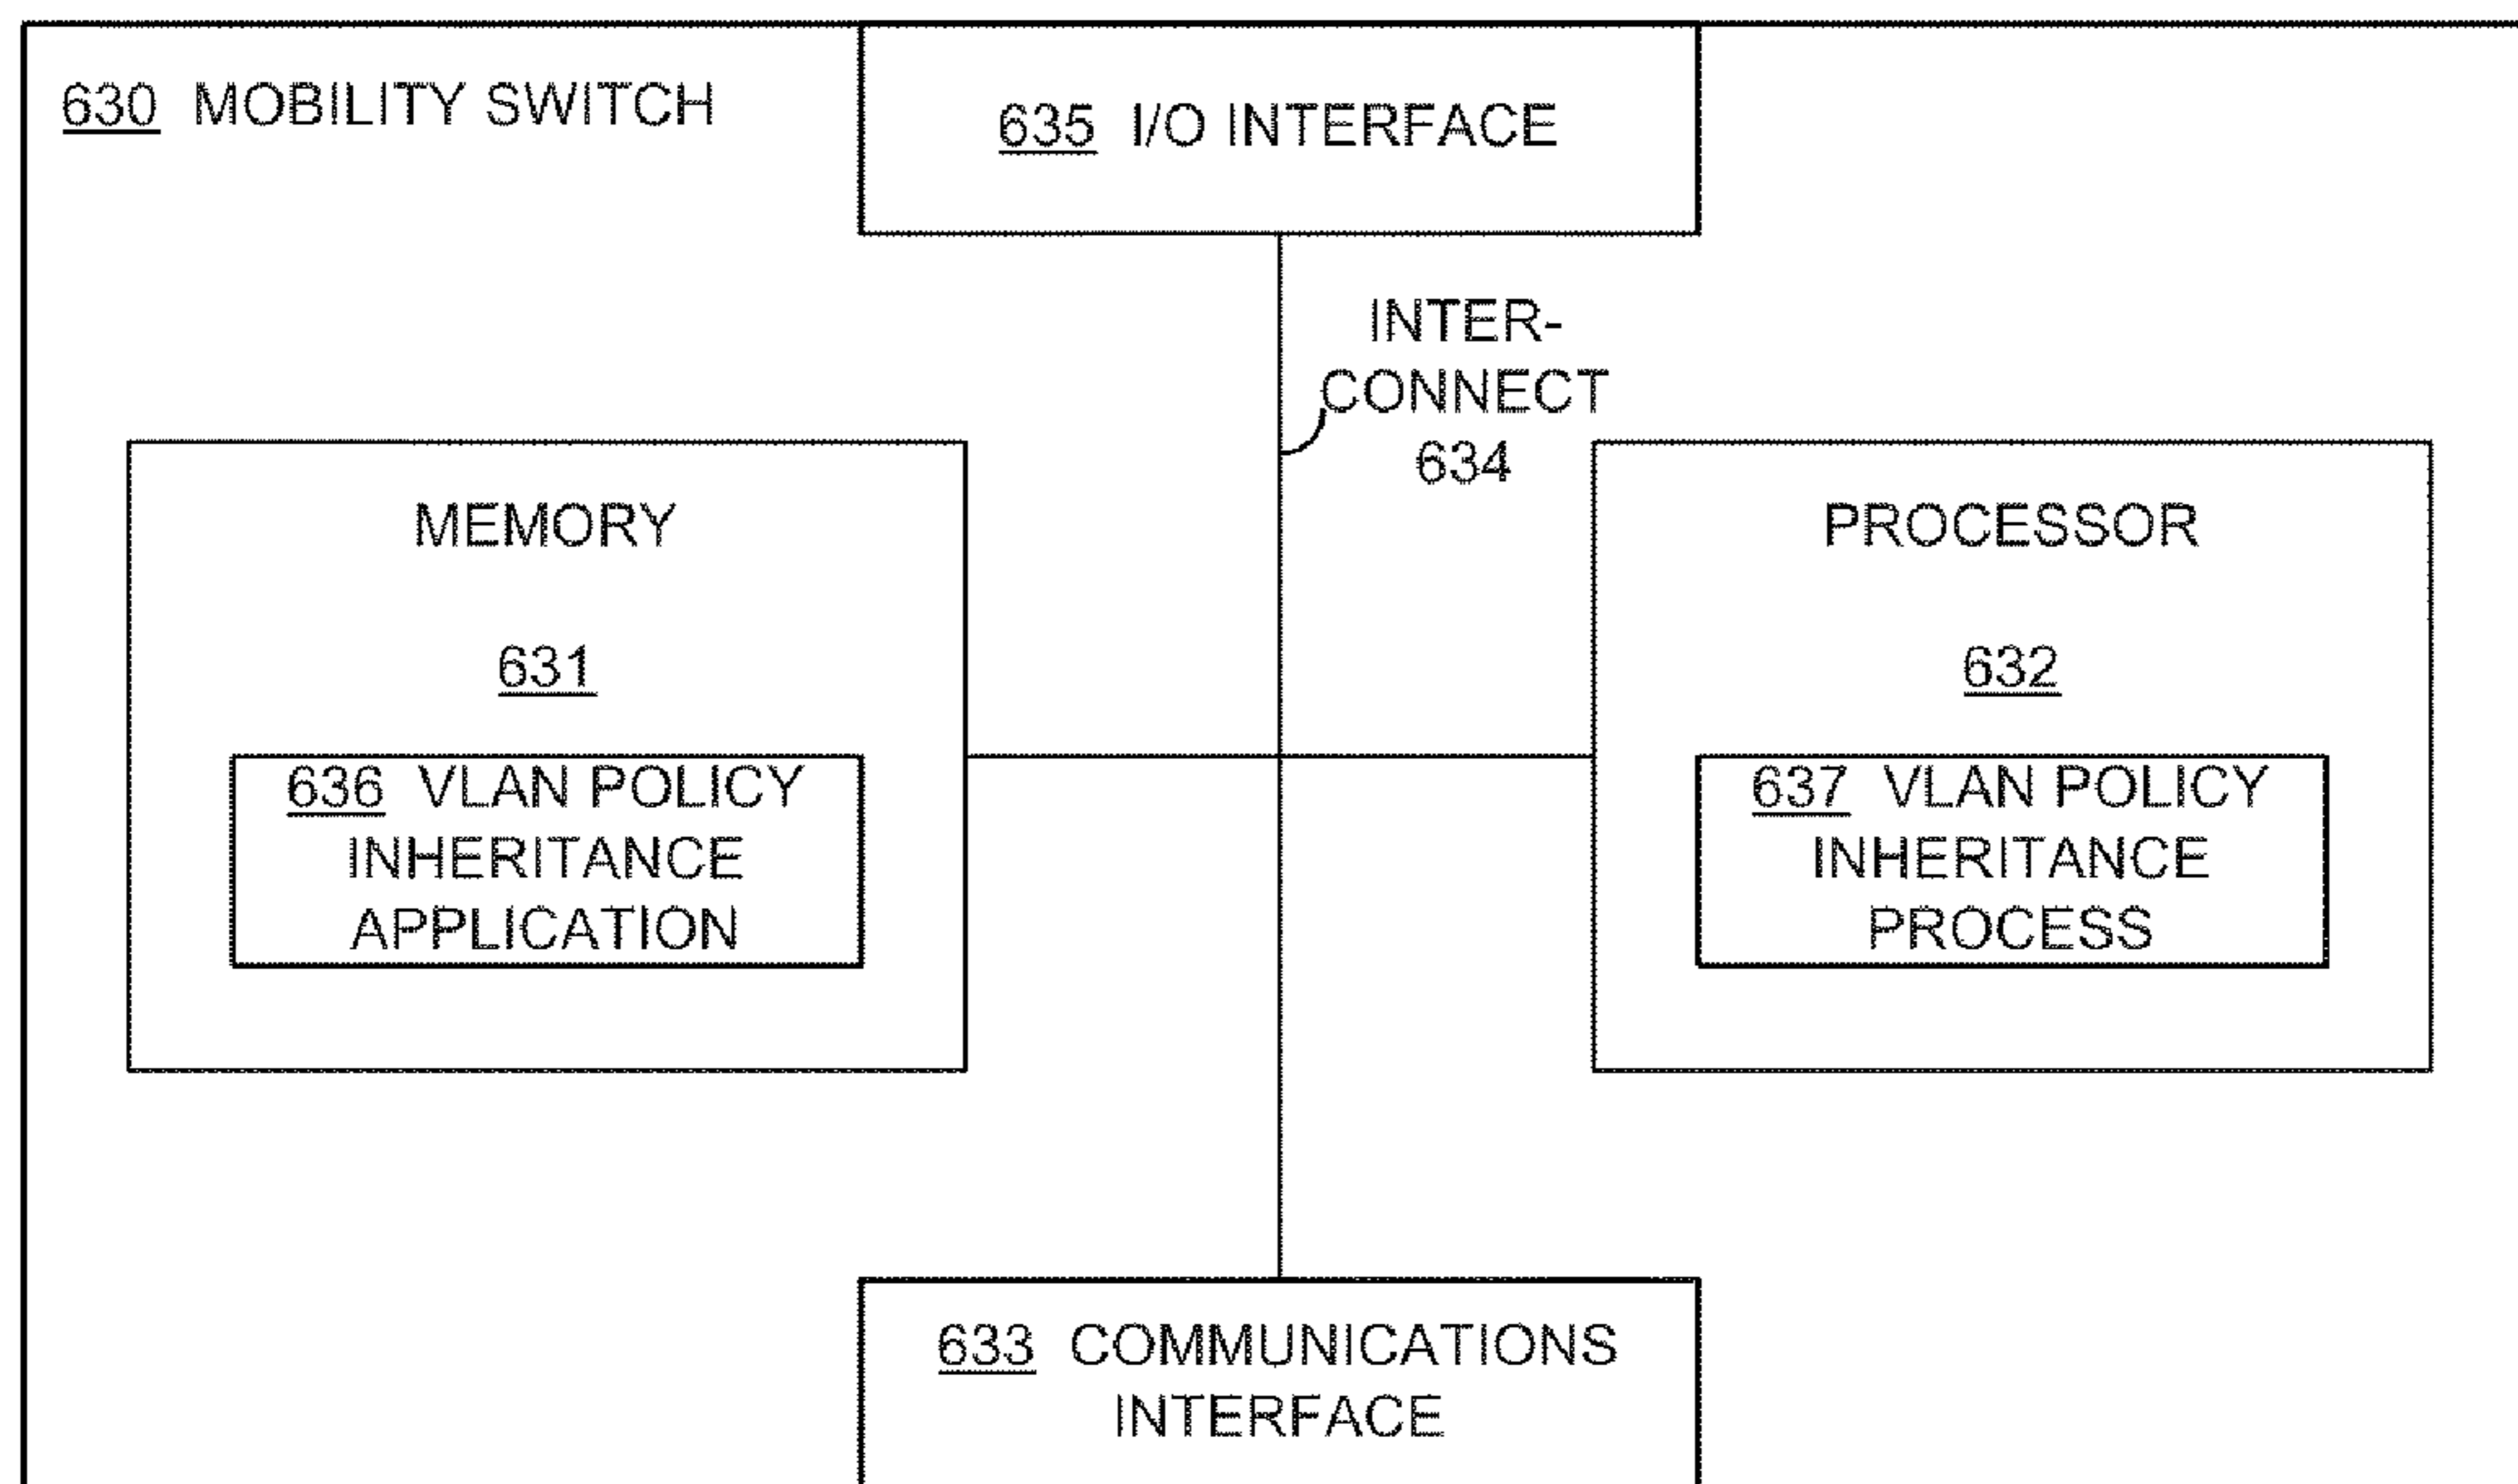 630 MOBILITY SWITCH
635 I/O INTERFACE
INTER-
CONNECT
634
MEMORY
631
636 VLAN POLICY
INHERITANCE
APPLICATION
PROCESSOR
632
637 VLAN POLICY
INHERITANCE
PROCESS
633 COMMUNICATIONS
INTERFACE